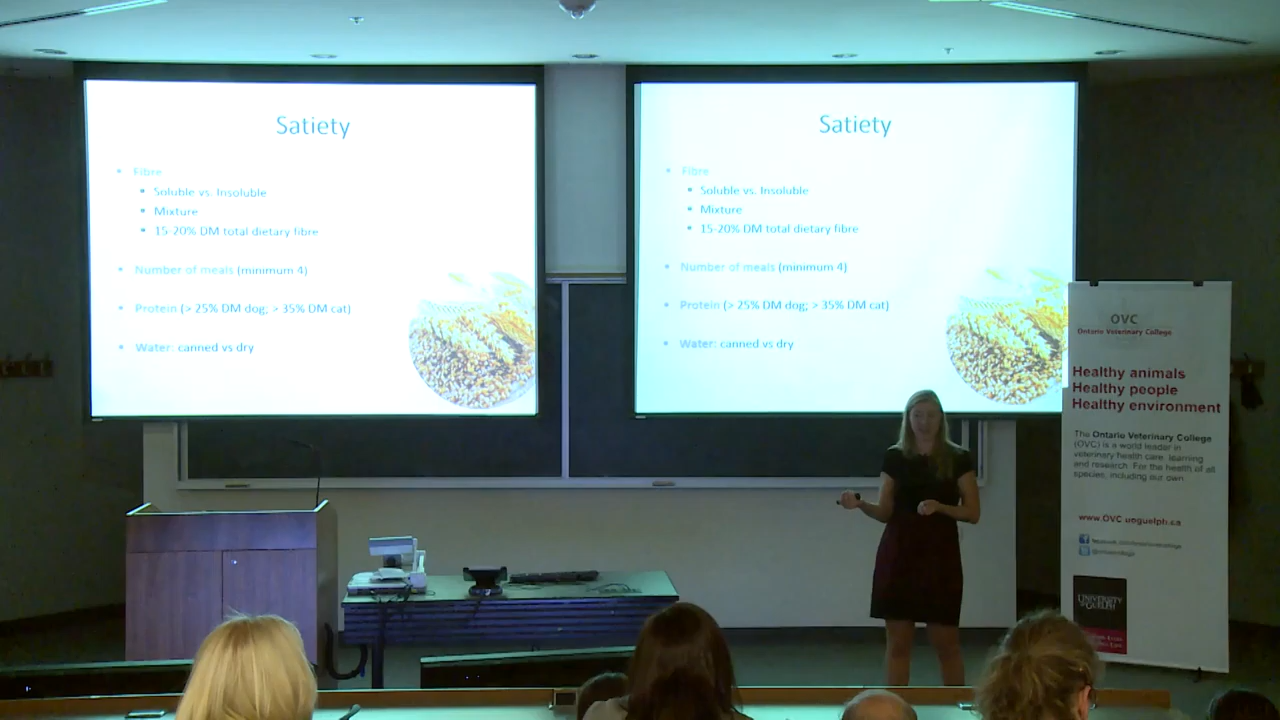 Satiety
Fibre
Soluble vs. Insoluble
Mixture
15-20% DM total dietary fibre
Number of meals (minimum 4)
Protein (> 25% DM dog; > 35% DM cat)
Water: canned vs dry
Satiety
Fibre
Soluble vs. Insoluble
Mixture
15-20% DM total dietary fibre
Number of meals (minimum 4)
Protein (> 25% DM dog; > 35% DM cat)
Water: canned vs dry
OVC
Ontario Veterinary College
Healthy animals
Healthy people
Healthy environment
The Ontario Veterinary College
(OVC) is a world leader in
veterinary health care, learning
and research. For the health of all
species, including our own.
www.OVC.uoguelph.ca
UNIVERSITY
OF GUELPH